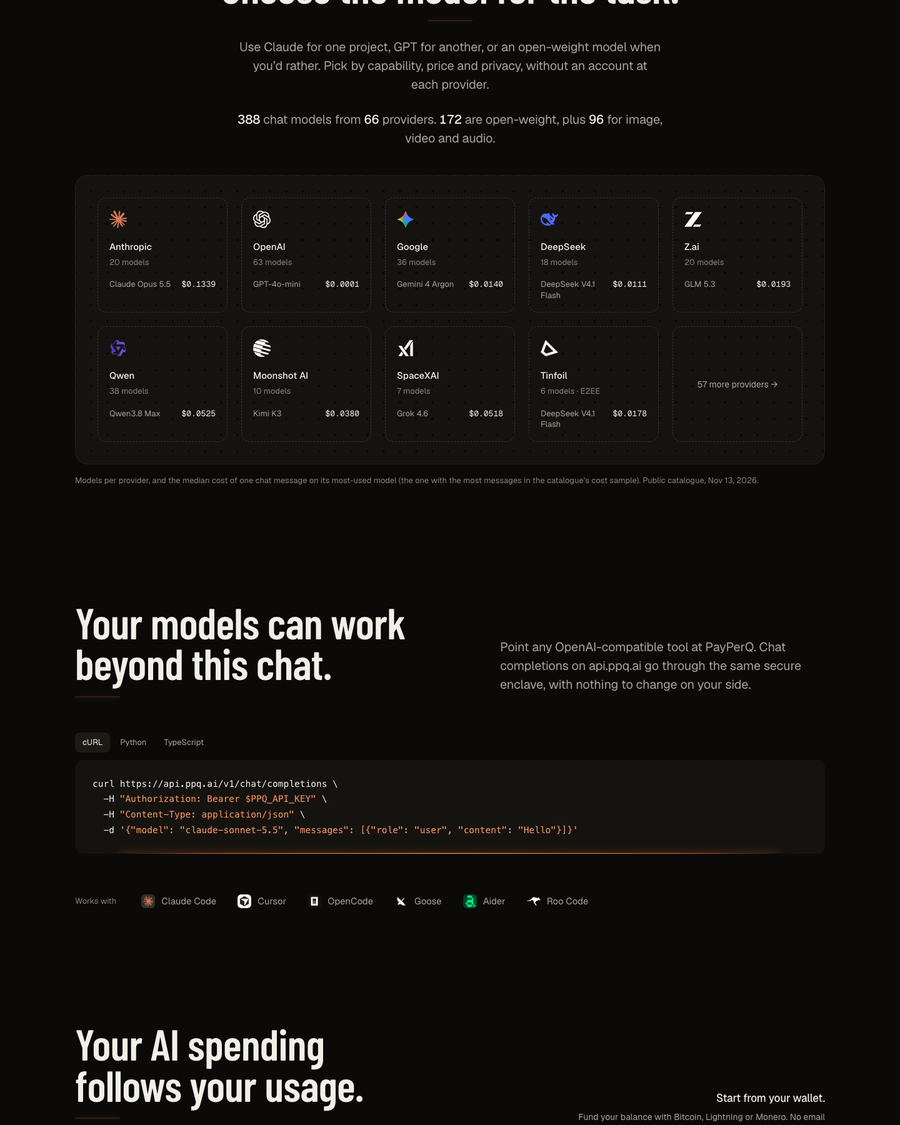 choose the model for the task.
Use Claude for one project, GPT for another, or an open-weight model when
you'd rather. Pick by capability, price and privacy, without an account at
each provider.
388 chat models from 66 providers. 172 are open-weight, plus 96 for image,
video and audio.
Anthropic
20 models
Claude Opus 5.5 $0.1339
OpenAI
63 models
GPT-4o-mini $0.0001
Google
36 models
Gemini 4 Argon $0.0140
DeepSeek
18 models
DeepSeek V4.1 $0.0111
Flash
Z.ai
20 models
GLM 5.3 $0.0193
Qwen
38 models
Qwen3.8 Max $0.0525
Moonshot AI
10 models
Kimi K3 $0.0380
SpaceXAI
7 models
Grok 4.6 $0.0518
Tinfoil
6 models · E2EE
DeepSeek V4.1 $0.0178
Flash
57 more providers →
Models per provider, and the median cost of one chat message on its most-used model (the one with the most messages in the catalogue's cost sample). Public catalogue, Nov 13, 2026.
Your models can work
beyond this chat.
Point any OpenAI-compatible tool at PayPerQ. Chat
completions on api.ppq.ai go through the same secure
enclave, with nothing to change on your side.
cURL Python TypeScript
curl https://api.ppq.ai/v1/chat/completions \
-H "Authorization: Bearer $PPQ_API_KEY" \
-H "Content-Type: application/json" \
-d '{"model": "claude-sonnet-5.5", "messages": [{"role": "user", "content": "Hello"}]}'
Works with Claude Code Cursor OpenCode Goose Aider Roo Code
Your AI spending
follows your usage.
Start from your wallet.
Fund your balance with Bitcoin, Lightning or Monero. No email